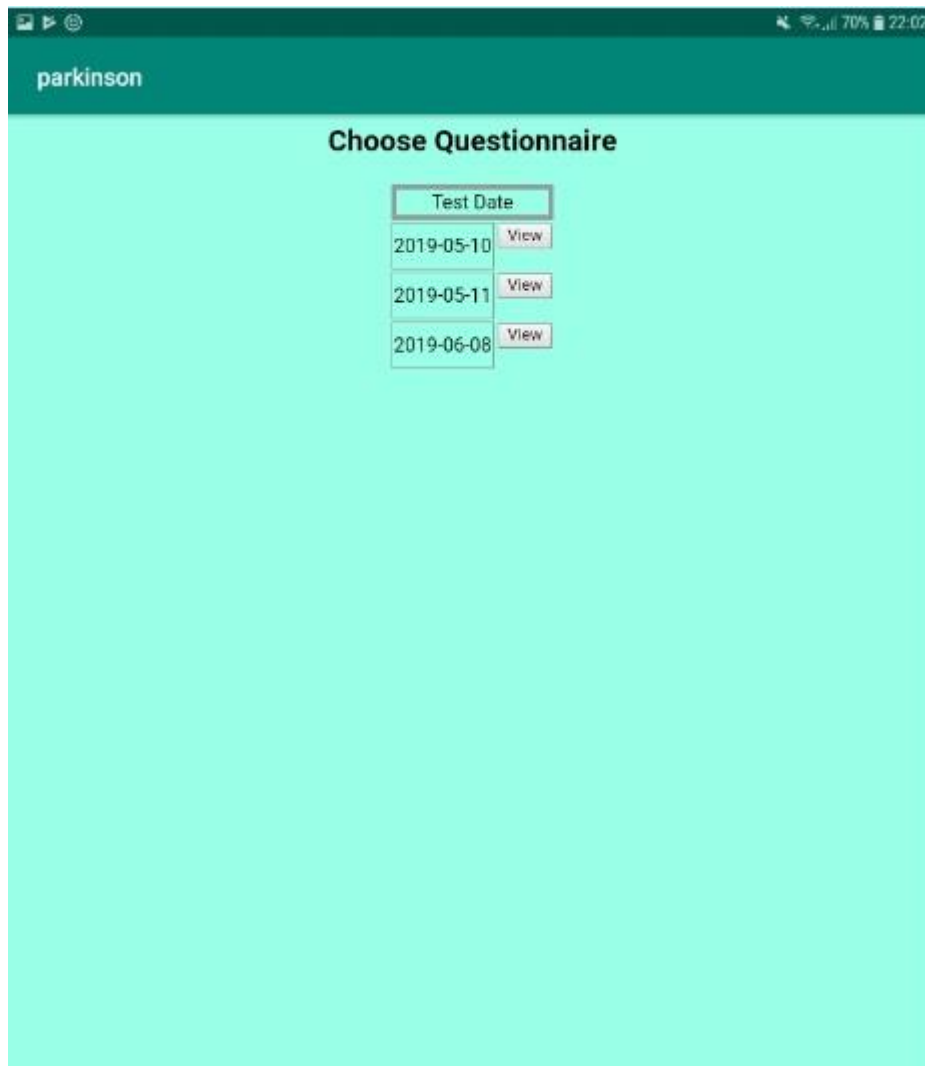 70% 22:02
parkinson
Choose Questionnaire
Test Date
2019-05-10 View
2019-05-11 View
2019-06-08 View